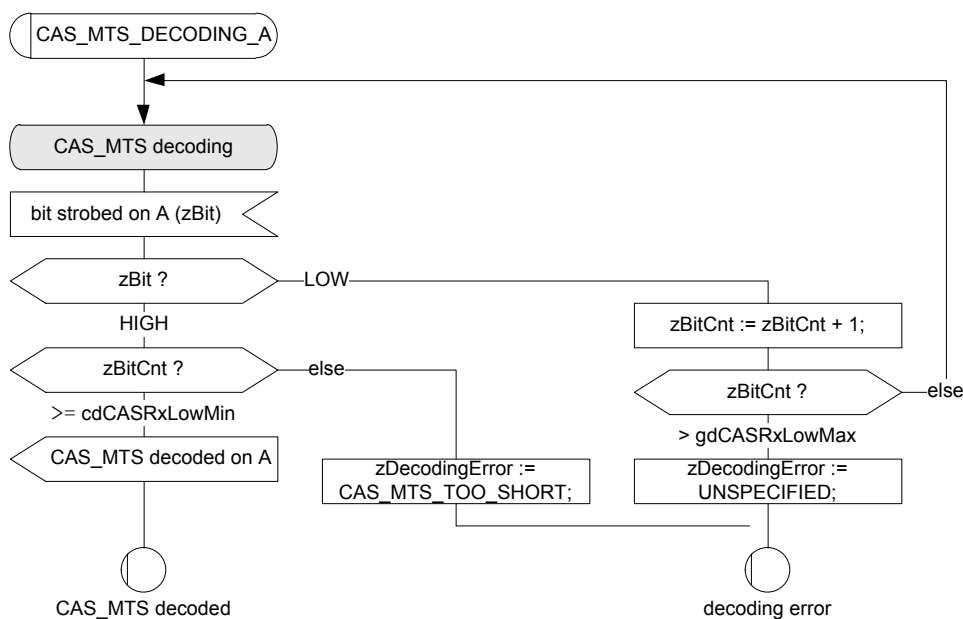 CAS_MTS_DECODING_A
CAS_MTS decoding
bit strobed on A (zBit)
zBit ?
LOW
HIGH
zBitCnt := zBitCnt + 1;
zBitCnt ?
else
zBitCnt ?
else
>= cdCASRxLowMin
> gdCASRxLowMax
CAS_MTS decoded on A
zDecodingError :=
CAS_MTS_TOO_SHORT;
zDecodingError :=
UNSPECIFIED;
CAS_MTS decoded
decoding error